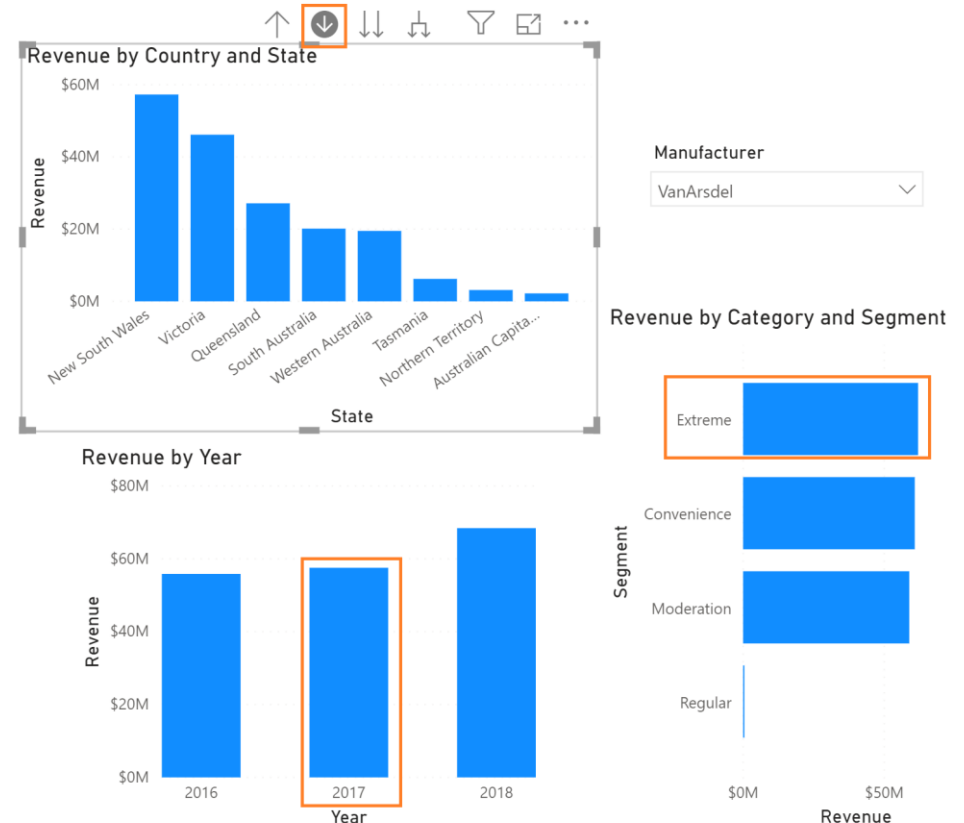 Revenue by Country and State
$60M
$40M
$20M
$0M
Revenue
New South Wales
Victoria
Queensland
South Australia
Western Australia
Tasmania
Northern Territory
Australian Capita...
State
Manufacturer
VanArsdel
Revenue by Category and Segment
Extreme
Convenience
Moderation
Regular
Segment
$0M $50M
Revenue
Revenue by Year
$80M
$60M
$40M
$20M
$0M
Revenue
2016 2017 2018
Year